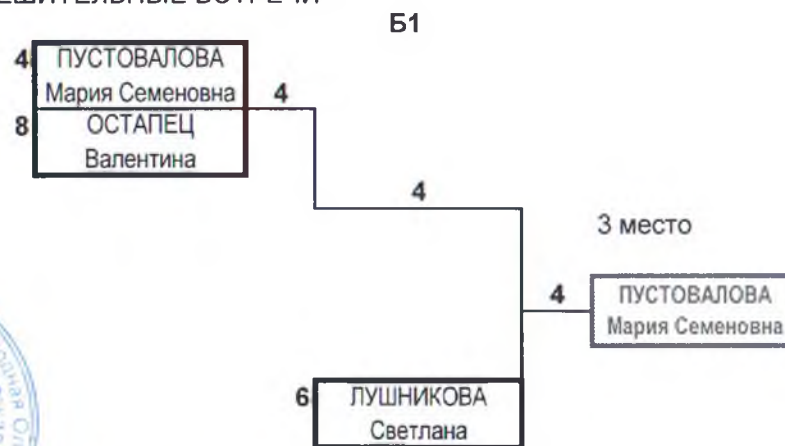 Б1
4 ПУСТОВАЛОВА
Мария Семеновна 4
8 ОСТАПЕЦ
Валентина
4
3 место
4 ПУСТОВАЛОВА
Мария Семеновна
6 ЛУШНИКОВА
Светлана